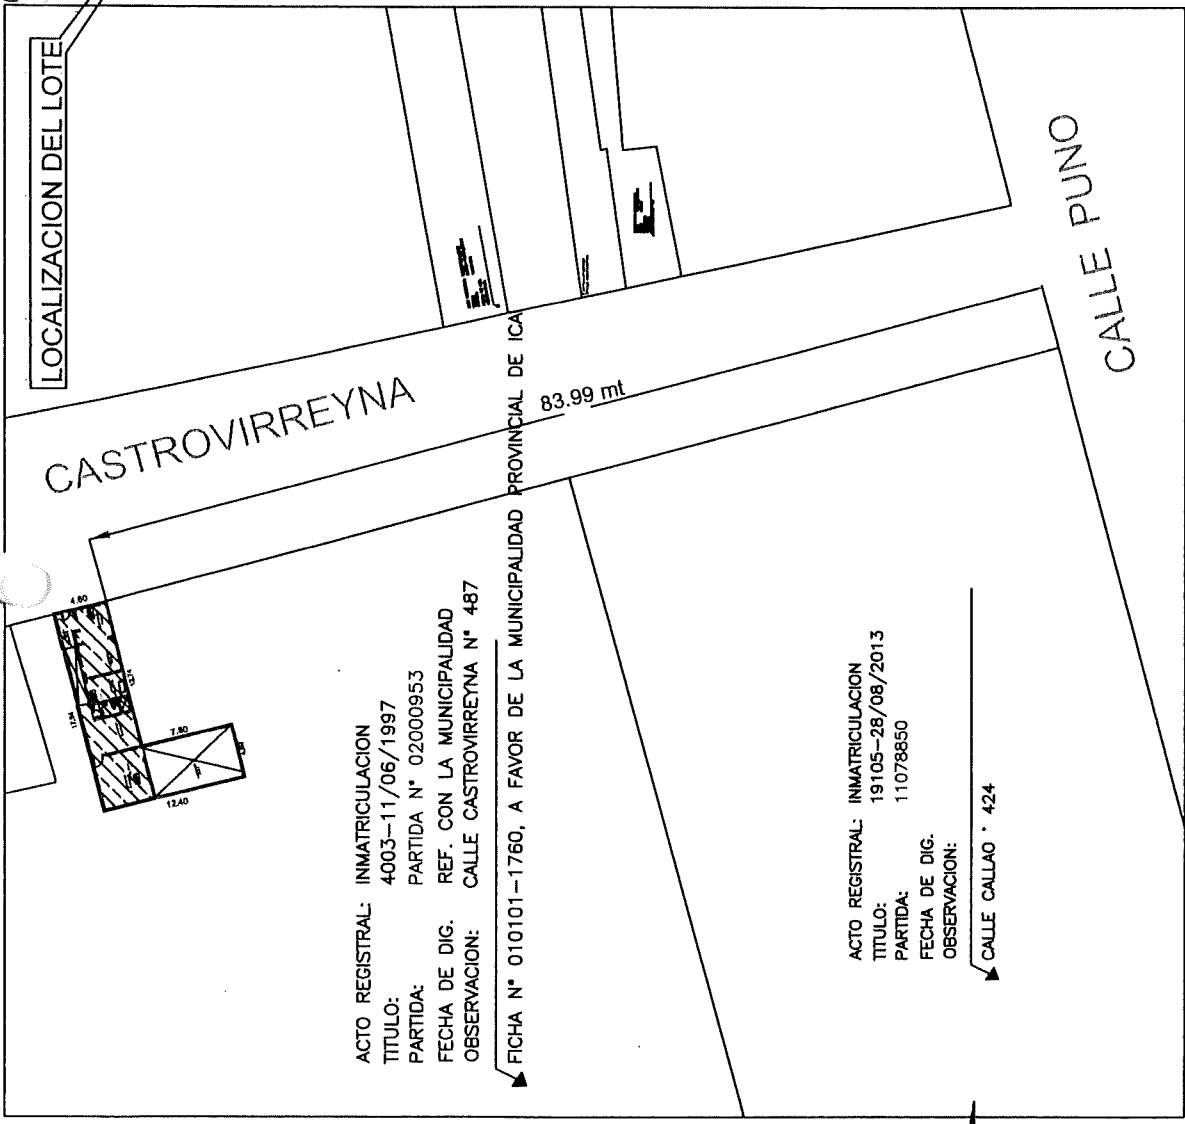 LOCALIZACION DEL LOTE
CASTROVIRREYNA
83.99 mt
CALLE PUNO
4.60
7.80
12.40
ACTO REGISTRAL: INMATRICULACION
TITULO: 4003-11/06/1997
PARTIDA: PARTIDA N° 02000953
FECHA DE DIG. REF. CON LA MUNICIPALIDAD
OBSERVACION: CALLE CASTROVIRREYNA N° 487
FICHA N° 010101-1760, A FAVOR DE LA MUNICIPALIDAD PROVINCIAL DE ICA
ACTO REGISTRAL: INMATRICULACION
TITULO: 19105-28/08/2013
PARTIDA: 11078850
FECHA DE DIG.
OBSERVACION:
CALLE CALLAO ° 424